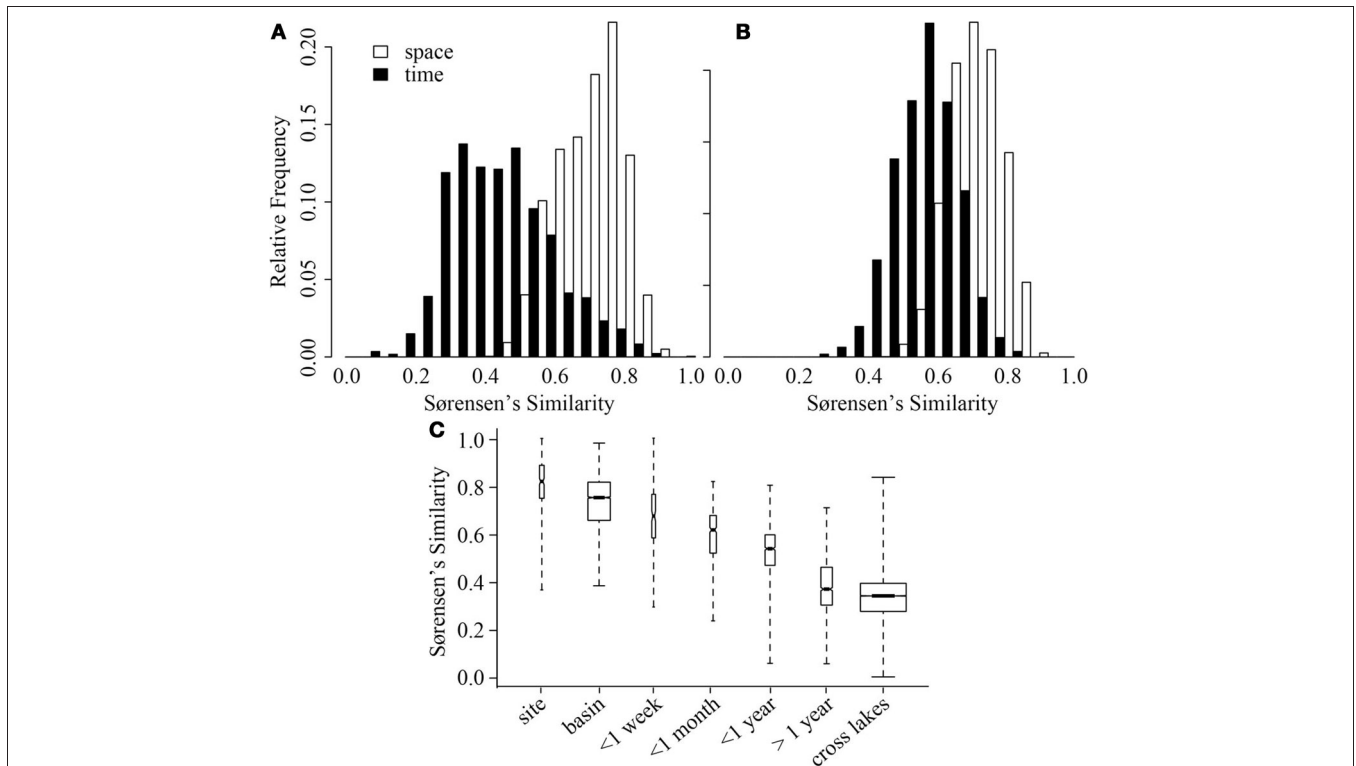 A
B
space
time
Relative Frequency
0.20
0.15
0.10
0.05
0.00
0.0 0.2 0.4 0.6 0.8 1.0
0.0 0.2 0.4 0.6 0.8 1.0
Sørensen's Similarity
Sørensen's Similarity
C
Sørensen's Similarity
1.0
0.8
0.6
0.4
0.2
0.0
site
basin
<1 week
<1 month
<1 year
> 1 year
cross lakes